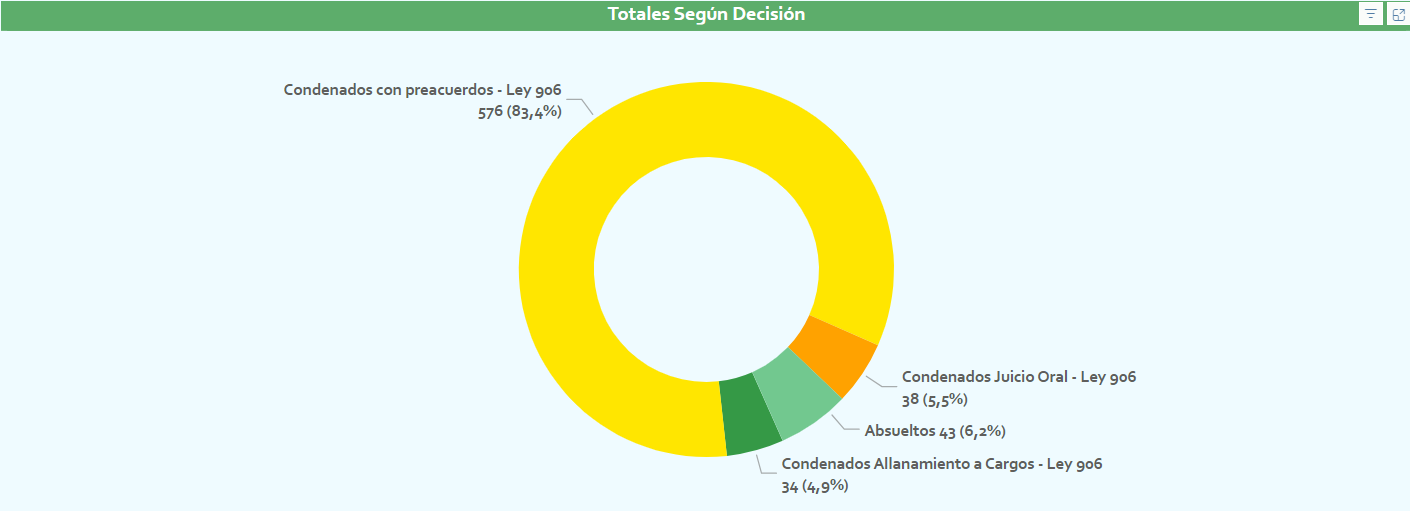 Totales Según Decisión
Condenados con preacuerdos - Ley 906
576 (83,4%)
Condenados Juicio Oral - Ley 906
38 (5,5%)
Absueltos 43 (6,2%)
Condenados Allanamiento a Cargos - Ley 906
34 (4,9%)